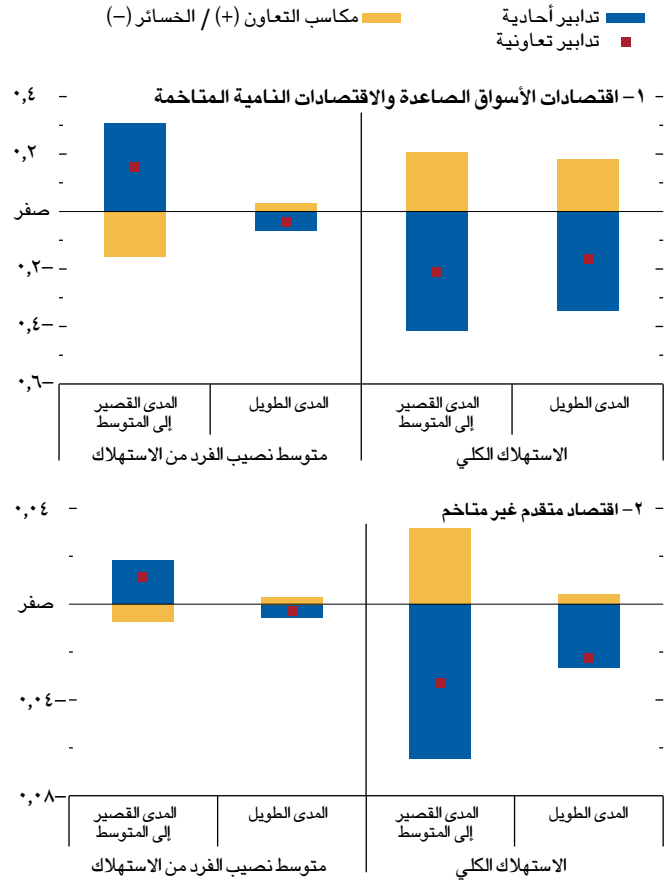 تدابير أحادية
تدابير تعاونية
مكاسب التعاون (+) / الخسائر (–)
١– اقتصادات الأسواق الصاعدة والاقتصادات النامية المتاخمة
٠,٤
٠,٢
صفر
٠,٢–
٠,٤–
٠,٦–
المدى القصير
إلى المتوسط
المدى الطويل
المدى القصير
إلى المتوسط
المدى الطويل
متوسط نصيب الفرد من الاستهلاك
الاستهلاك الكلي
٢– اقتصاد متقدم غير متاخم
٠,٠٤
صفر
٠,٠٤–
٠,٠٨–
المدى القصير
إلى المتوسط
المدى الطويل
المدى القصير
إلى المتوسط
المدى الطويل
متوسط نصيب الفرد من الاستهلاك
الاستهلاك الكلي